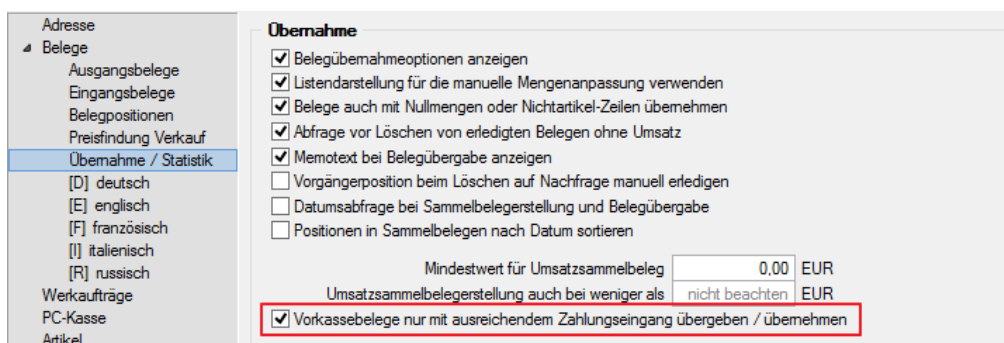 Adresse
Belege
Ausgangsbelege
Eingangsbelege
Belegpositionen
Preisfindung Verkauf
Übernahme / Statistik
[D] deutsch
[E] englisch
[F] französisch
[I] italienisch
[R] russisch
Werkaufträge
PC-Kasse
Artikel
Übernahme
Belegübernahmeoptionen anzeigen
Listendarstellung für die manuelle Mengenanpassung verwenden
Belege auch mit Nullmengen oder Nichtartikel-Zeilen übernehmen
Abfrage vor Löschen von erledigten Belegen ohne Umsatz
Memotext bei Belegübergabe anzeigen
Vorgängerposition beim Löschen auf Nachfrage manuell erledigen
Datumsabfrage bei Sammelbelegerstellung und Belegübergabe
Positionen in Sammelbelegen nach Datum sortieren
Mindestwert für Umsatzsammelbeleg 0,00 EUR
Umsatzsammelbelegerstellung auch bei weniger als nicht beachten EUR
Vorkassebelege nur mit ausreichendem Zahlungseingang übergeben / übernehmen